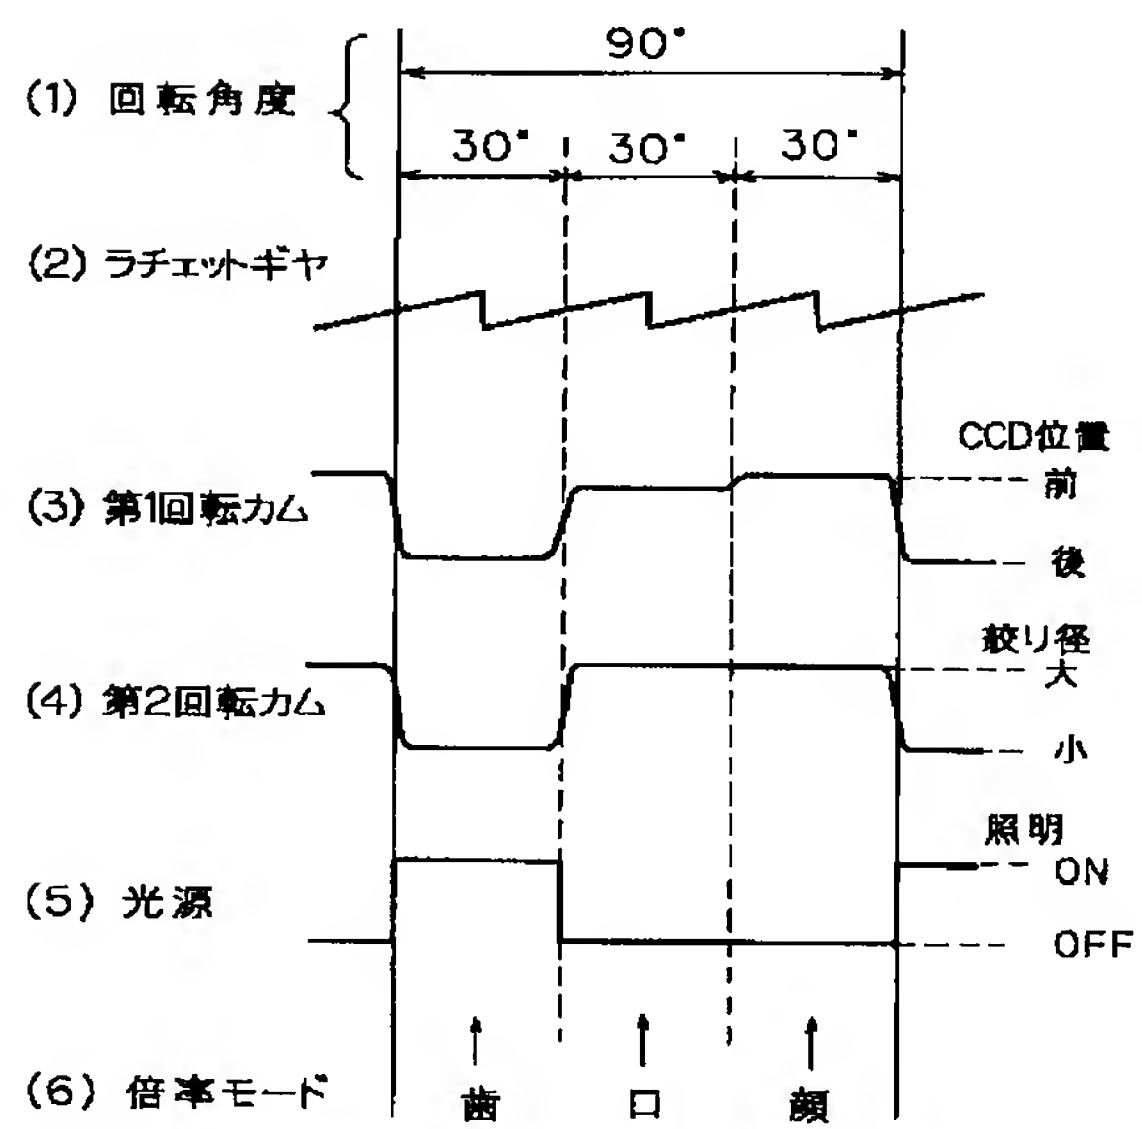 90°
(1) 回転角度
30° 30° 30°
(2) ラチェットギヤ
CCD位置
前
(3) 第1回転カム
後
絞り径
大
(4) 第2回転カム
小
照明
ON
(5) 光源
OFF
(6) 倍率モード 歯 口 顔